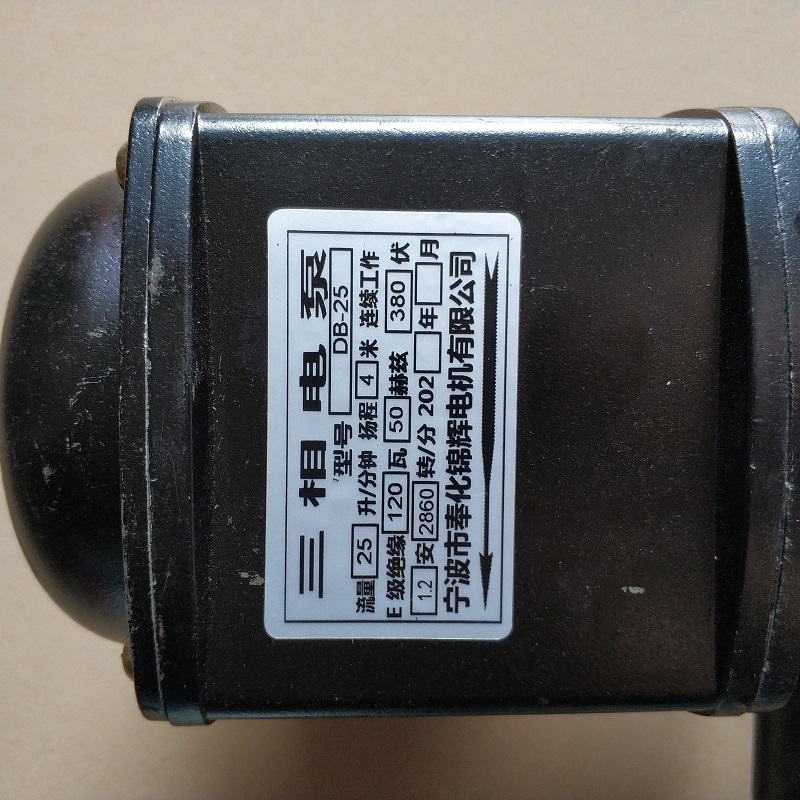 三相电泵
型号 DB-25
流量 25 升/分钟 扬程 4 米 连续工作
E 级绝缘 120 瓦 50 赫兹 380 伏
1.2 安 2860 转/分 202 年 月
宁波市奉化锦辉电机有限公司